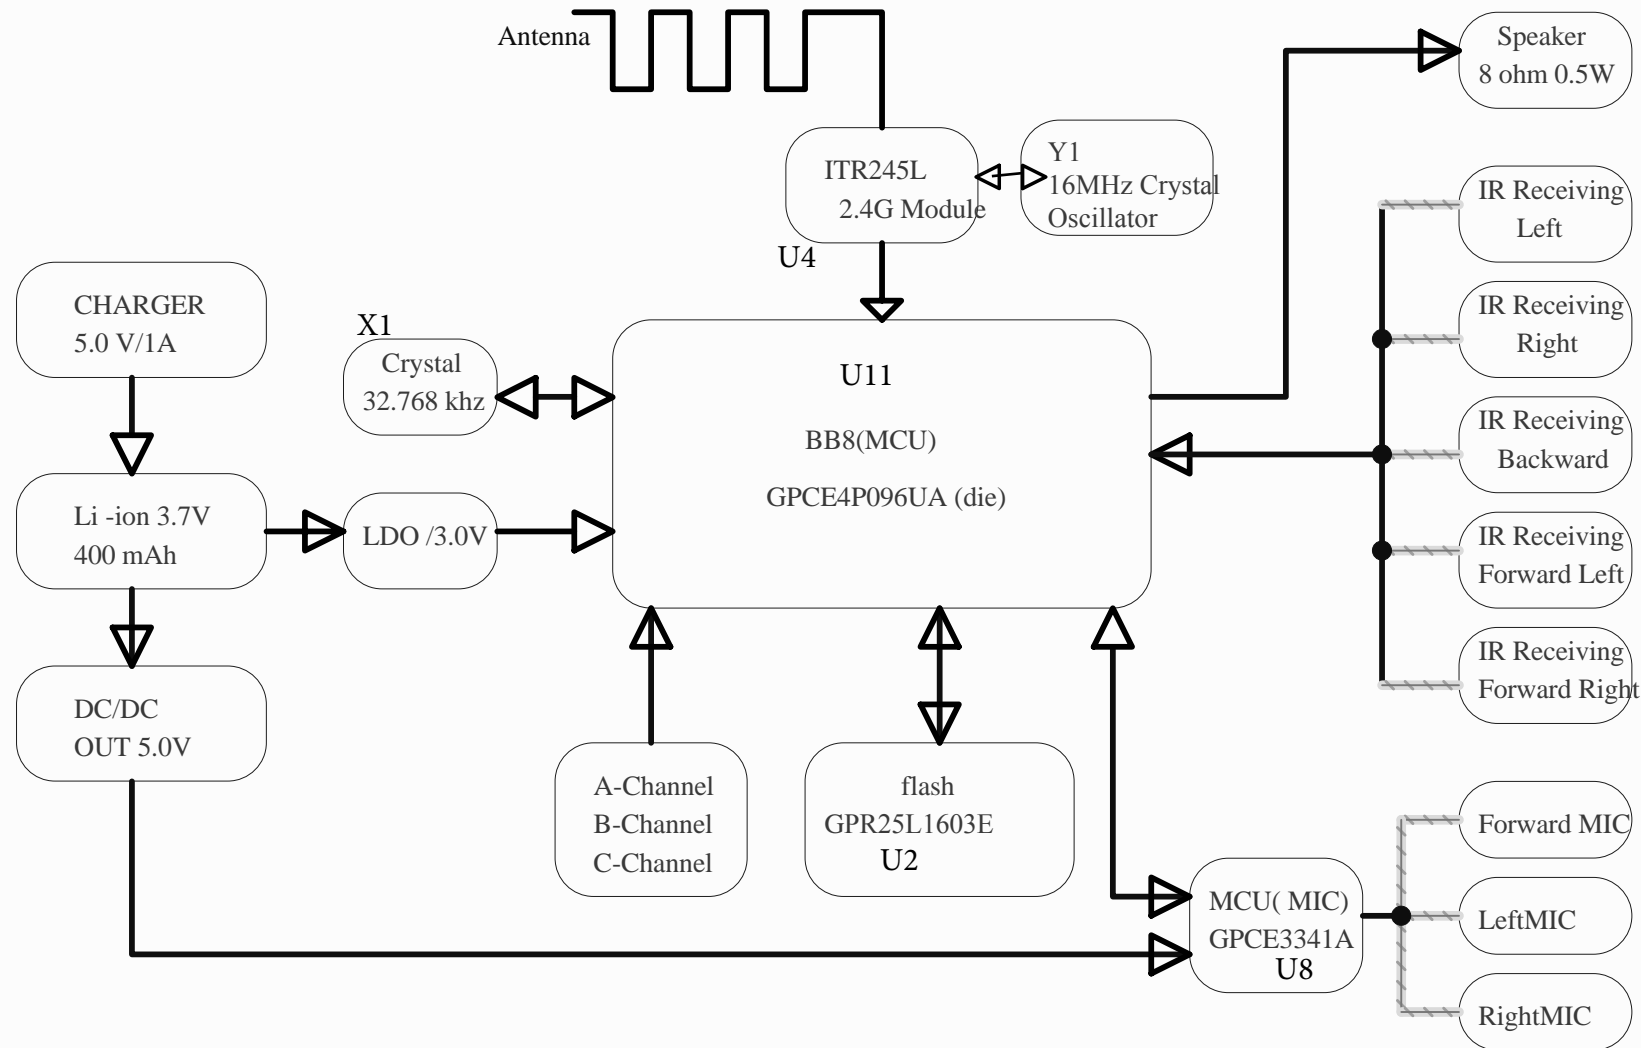 Antenna
Speaker
8 ohm 0.5W
ITR245L
2.4G Module
U4
Y1
16MHz Crystal
Oscillator
IR Receiving
Left
IR Receiving
Right
IR Receiving
Backward
IR Receiving
Forward Left
IR Receiving
Forward Right
CHARGER
5.0 V/1A
X1
Crystal
32.768 khz
U11
BB8(MCU)
GPCE4P096UA (die)
Li -ion 3.7V
400 mAh
LDO /3.0V
DC/DC
OUT 5.0V
A-Channel
B-Channel
C-Channel
flash
GPR25L1603E
U2
MCU( MIC)
GPCE3341A
U8
Forward MIC
LeftMIC
RightMIC